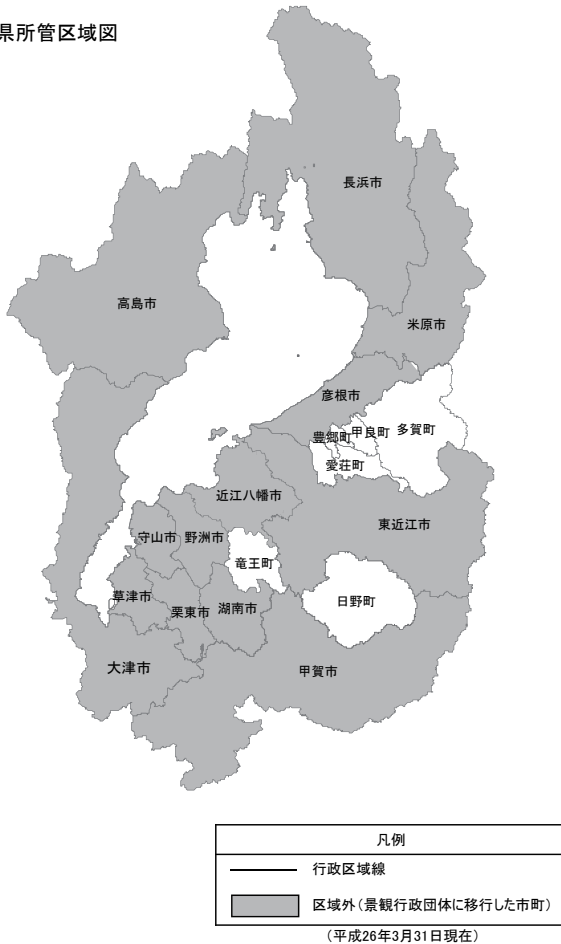 県所管区域図
長浜市
高島市
米原市
彦根市
豊郷町
甲良町
多賀町
愛荘町
近江八幡市
東近江市
守山市
野洲市
竜王町
日野町
草津市
栗東市
湖南市
大津市
甲賀市
凡例
行政区域線
区域外(景観行政団体に移行した市町)
(平成26年3月31日現在)